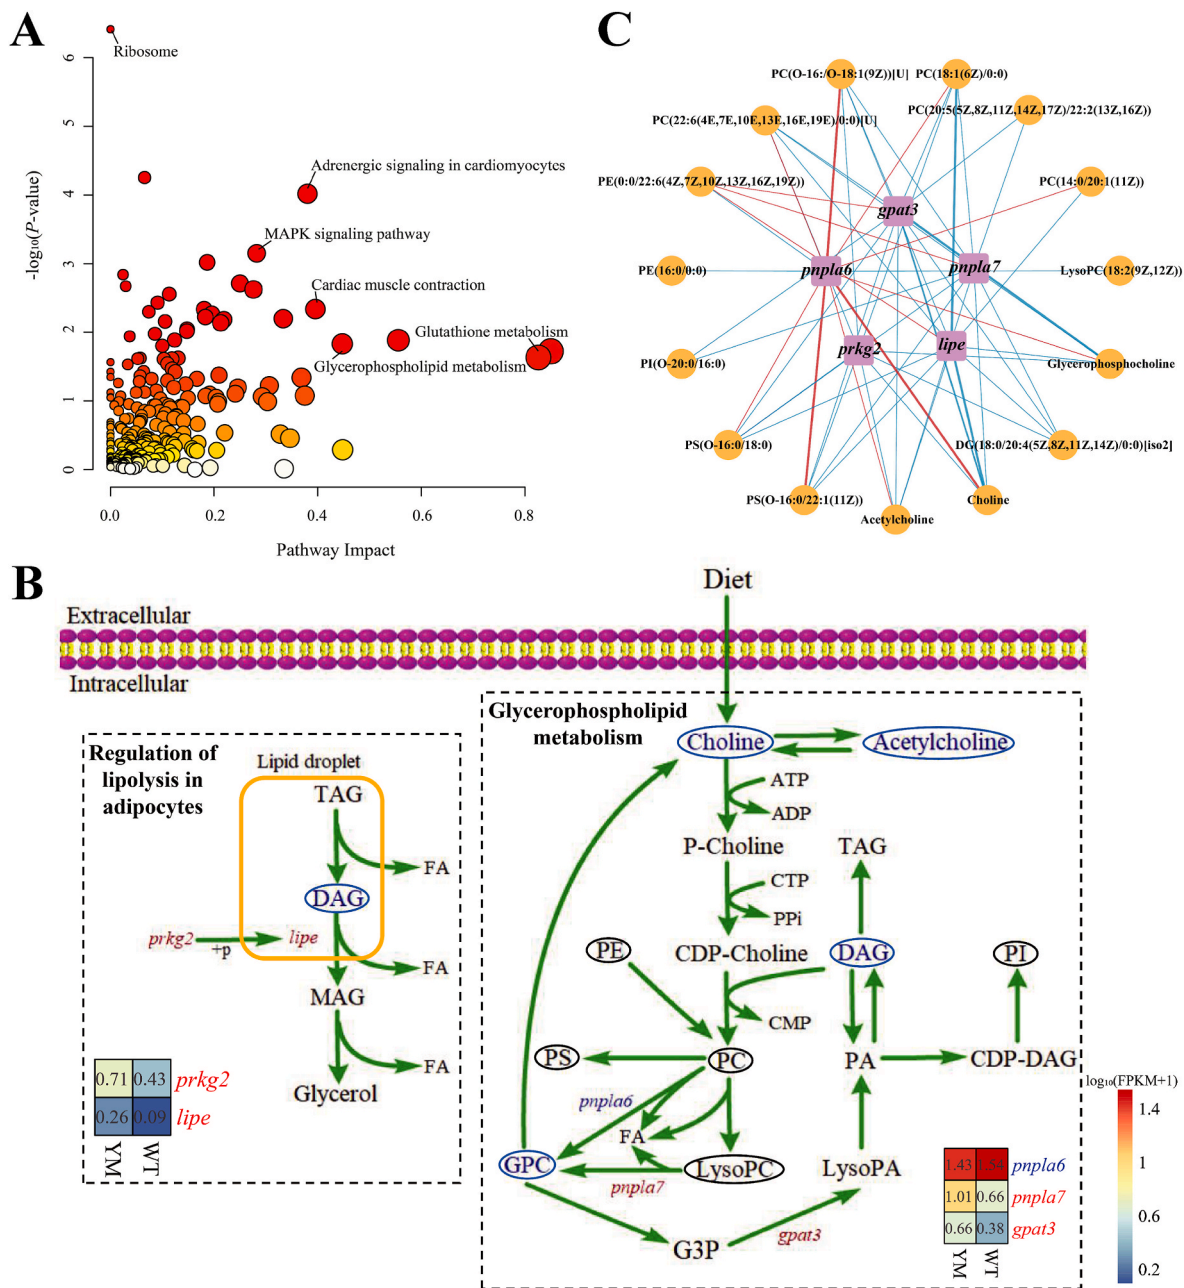 A
Ribosome
6
5
4
3
2
1
0
-log₁₀(P-value)
Adrenergic signaling in cardiomyocytes
MAPK signaling pathway
Cardiac muscle contraction
Glutathione metabolism
Glycerophospholipid metabolism
0.0
0.2
0.4
0.6
0.8
Pathway Impact
C
PC(O-16:/O-18:1(9Z))[U]
PC(18:1(6Z)/0:0)
PC(22:6(4E,7E,10E,13E,16E,19E)/0:0)[U]
PC(20:5(5Z,8Z,11Z,14Z,17Z)/22:2(13Z,16Z))
PE(0:0/22:6(4Z,7Z,10Z,13Z,16Z,19Z))
PC(14:0/20:1(11Z))
gpat3
PE(16:0/0:0)
pnpla6
pnpla7
LysoPC(18:2(9Z,12Z))
prkg2
lipe
PI(O-20:0/16:0)
Glycerophosphocholine
PS(O-16:0/18:0)
DG(18:0/20:4(5Z,8Z,11Z,14Z)/0:0)[iso2]
PS(O-16:0/22:1(11Z))
Choline
Acetylcholine
B
Diet
Extracellular
Intracellular
Regulation of
lipolysis in
adipocytes
Lipid droplet
TAG
FA
DAG
prkg2
+p
lipe
FA
MAG
FA
Glycerol
0.71
0.43
prkg2
0.26
0.09
lipe
YM
WT
Glycerophospholipid
metabolism
Choline
Acetylcholine
ATP
ADP
P-Choline
TAG
CTP
PPi
PE
CDP-Choline
DAG
PI
CMP
PS
PC
PA
CDP-DAG
pnpla6
FA
GPC
pnpla7
LysoPC
LysoPA
G3P
gpat3
1.43
1.54
pnpla6
1.01
0.66
pnpla7
0.66
0.38
gpat3
YM
WT
log₁₀(FPKM+1)
1.4
1
0.6
0.2